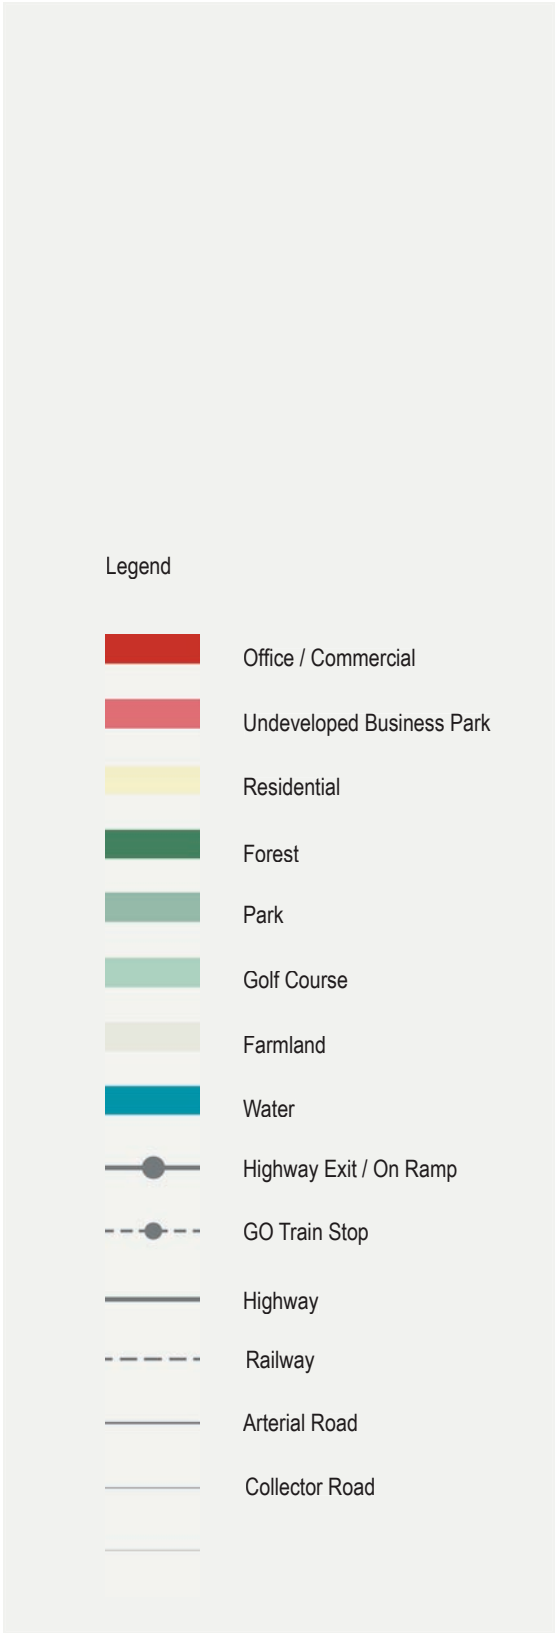 Legend
Office / Commercial
Undeveloped Business Park
Residential
Forest
Park
Golf Course
Farmland
Water
Highway Exit / On Ramp
GO Train Stop
Highway
Railway
Arterial Road
Collector Road